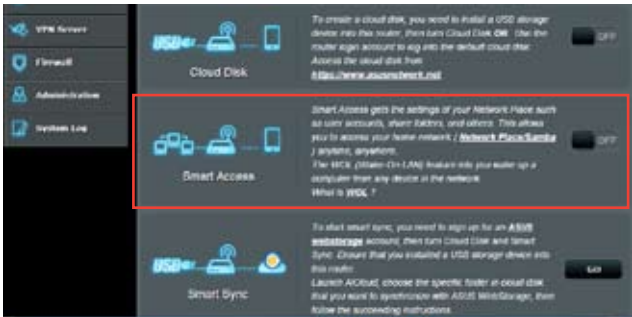 VPN Server
Firewall
Administration
System Log
To create a cloud disk, you need to install a USB storage
device into this router, then turn Cloud Disk ON. Use the
router sign account to log into the default cloud disk.
Access the cloud disk from
https://www.asusnetwork.net
USB
Cloud Disk
OFF
Smart Access gets the settings of your Network Place such
as user accounts, share folders, and others. This allows
you to access your home network ( Network Place/Samba
) anytime, anywhere.
The WOL (Wake-On-LAN) feature lets you wake up a
computer from any device in the network.
What is WOL ?
Smart Access
OFF
To start smart sync, you need to sign up for an ASUS
webstorage account, then turn Cloud Disk and Smart
Sync. Ensure that you installed a USB storage device into
this router.
Launch AiCloud, choose the specific folder in cloud disk
that you want to synchronize with ASUS WebStorage, then
follow the succeeding instructions.
USB
Smart Sync
GO